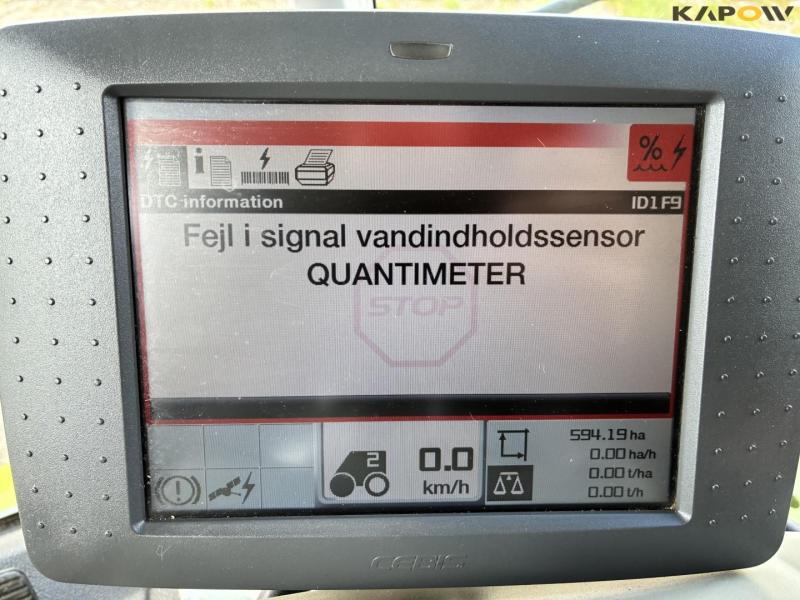 KAPOW
%
i
DTC-information ID1F9
Fejl i signal vandindholdssensor
QUANTIMETER
STOP
2
0.0
km/h
594.19 ha
0.00 ha/h
0.00 t/ha
0.00 t/h
CEBIS